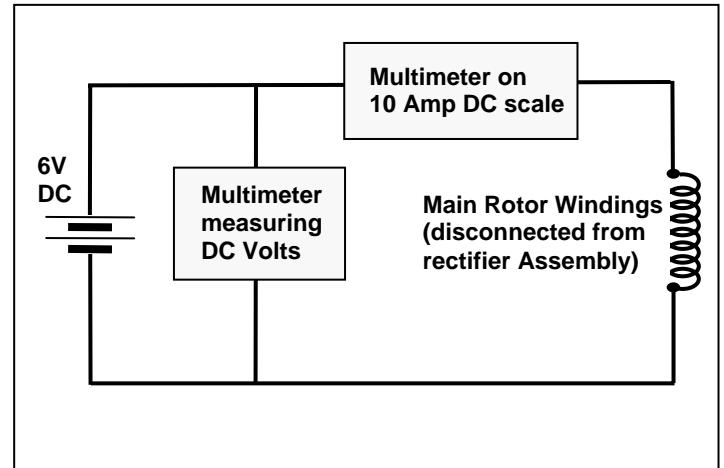 Multimeter on
10 Amp DC scale
6V
DC
Multimeter
measuring
DC Volts
Main Rotor Windings
(disconnected from
rectifier Assembly)